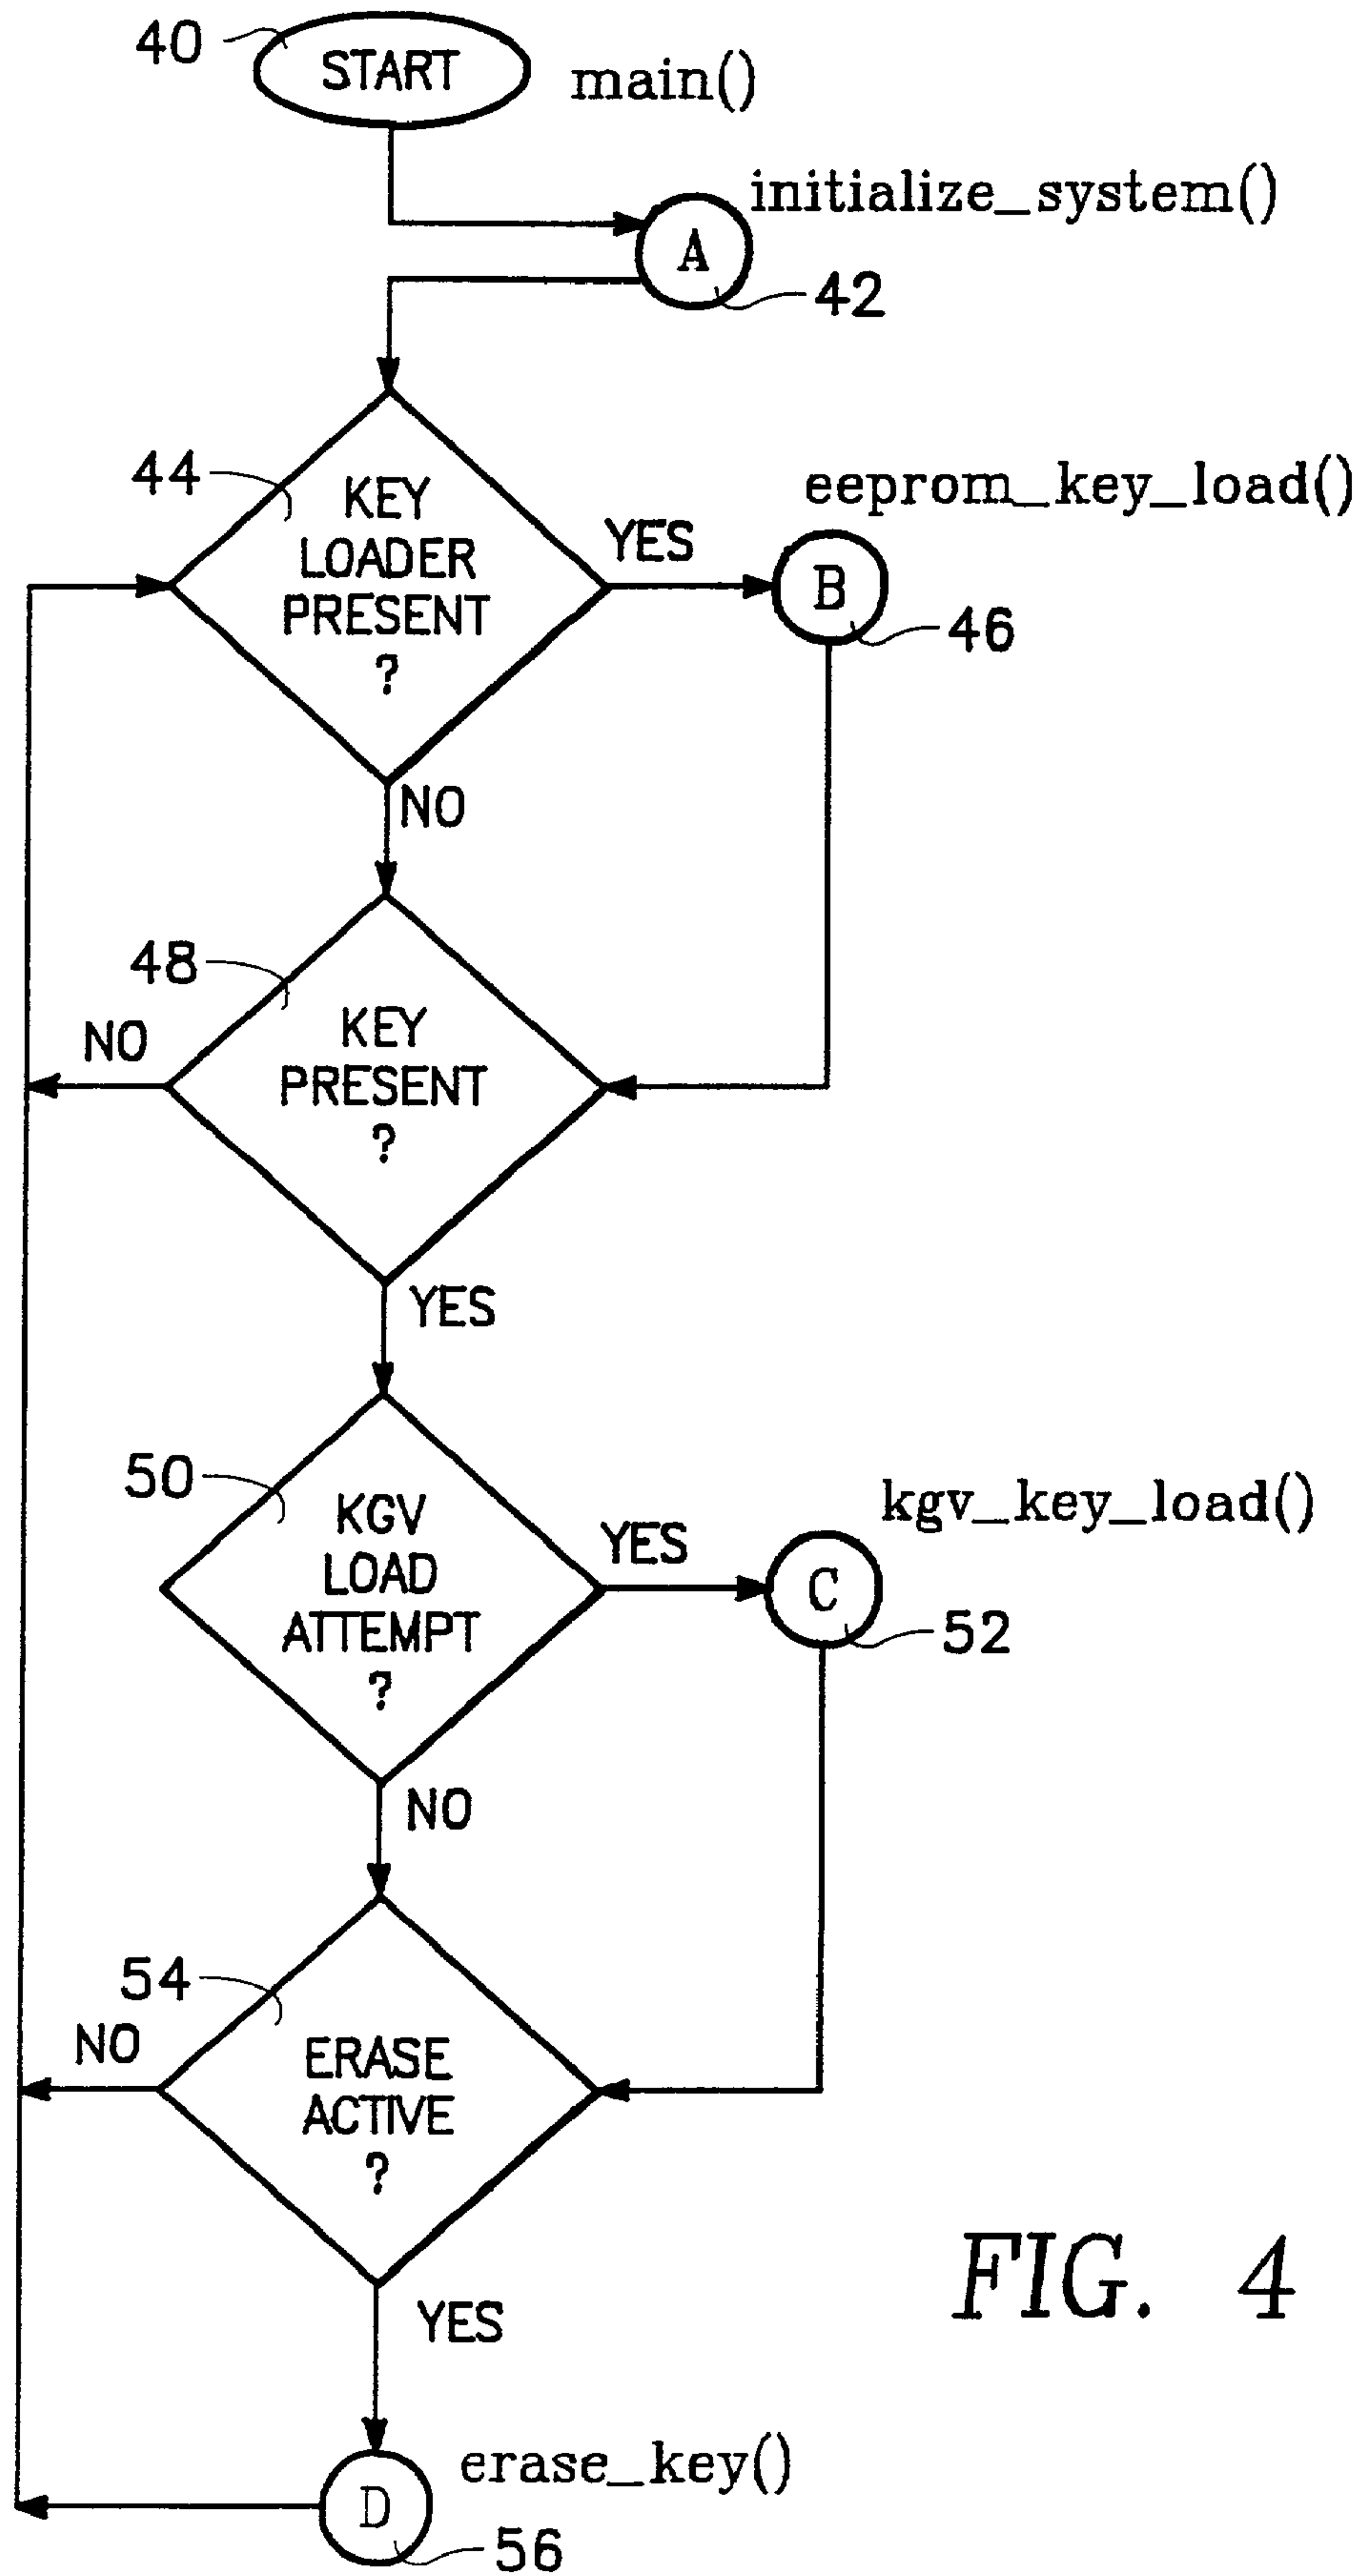 40
START
main()
initialize_system()
A
42
44
KEY
LOADER
PRESENT
?
YES
eeprom_key_load()
B
46
NO
48
KEY
PRESENT
?
NO
YES
50
KGV
LOAD
ATTEMPT
?
YES
kgv_key_load()
C
52
NO
54
ERASE
ACTIVE
?
NO
YES
erase_key()
D
56
FIG. 4